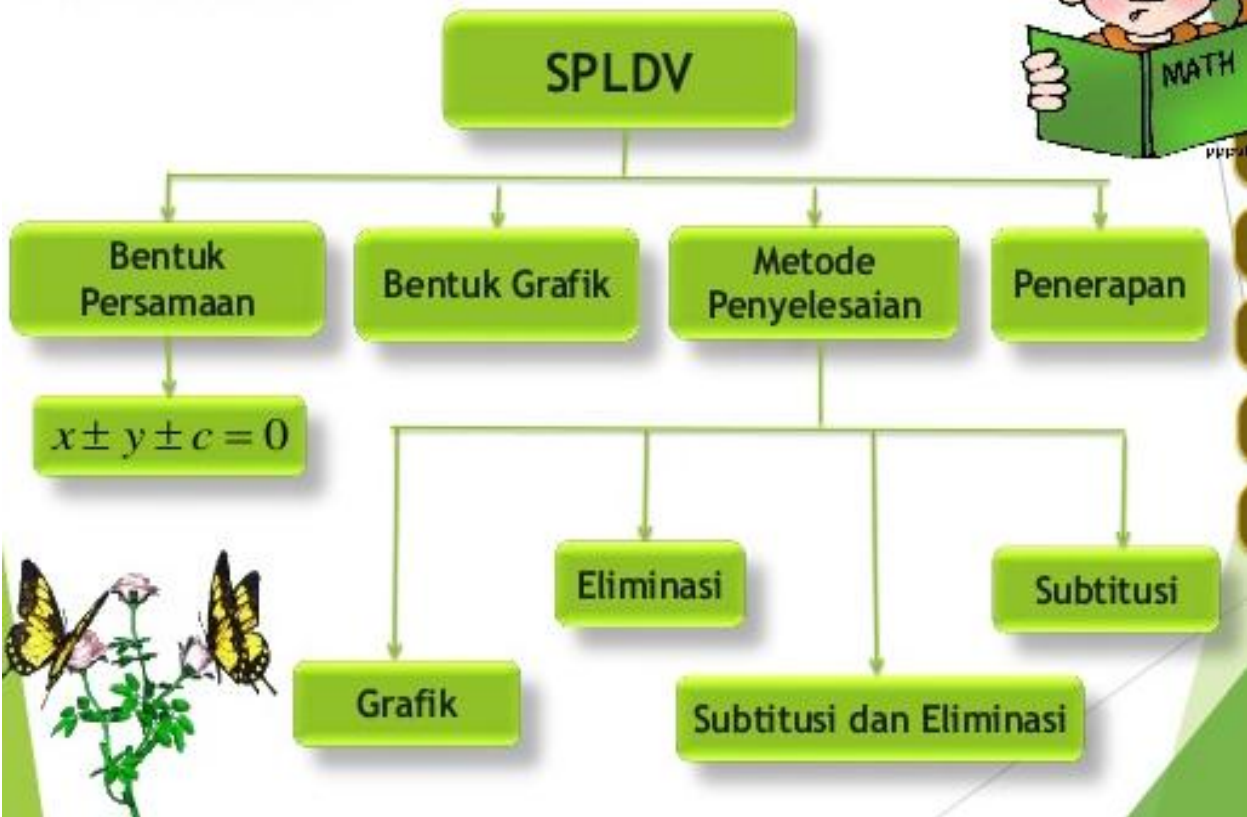 SPLDV
MATH
Bentuk
Persamaan
Bentuk Grafik
Metode
Penyelesaian
Penerapan
x ± y ± c = 0
Eliminasi
Subtitusi
Grafik
Subtitusi dan Eliminasi